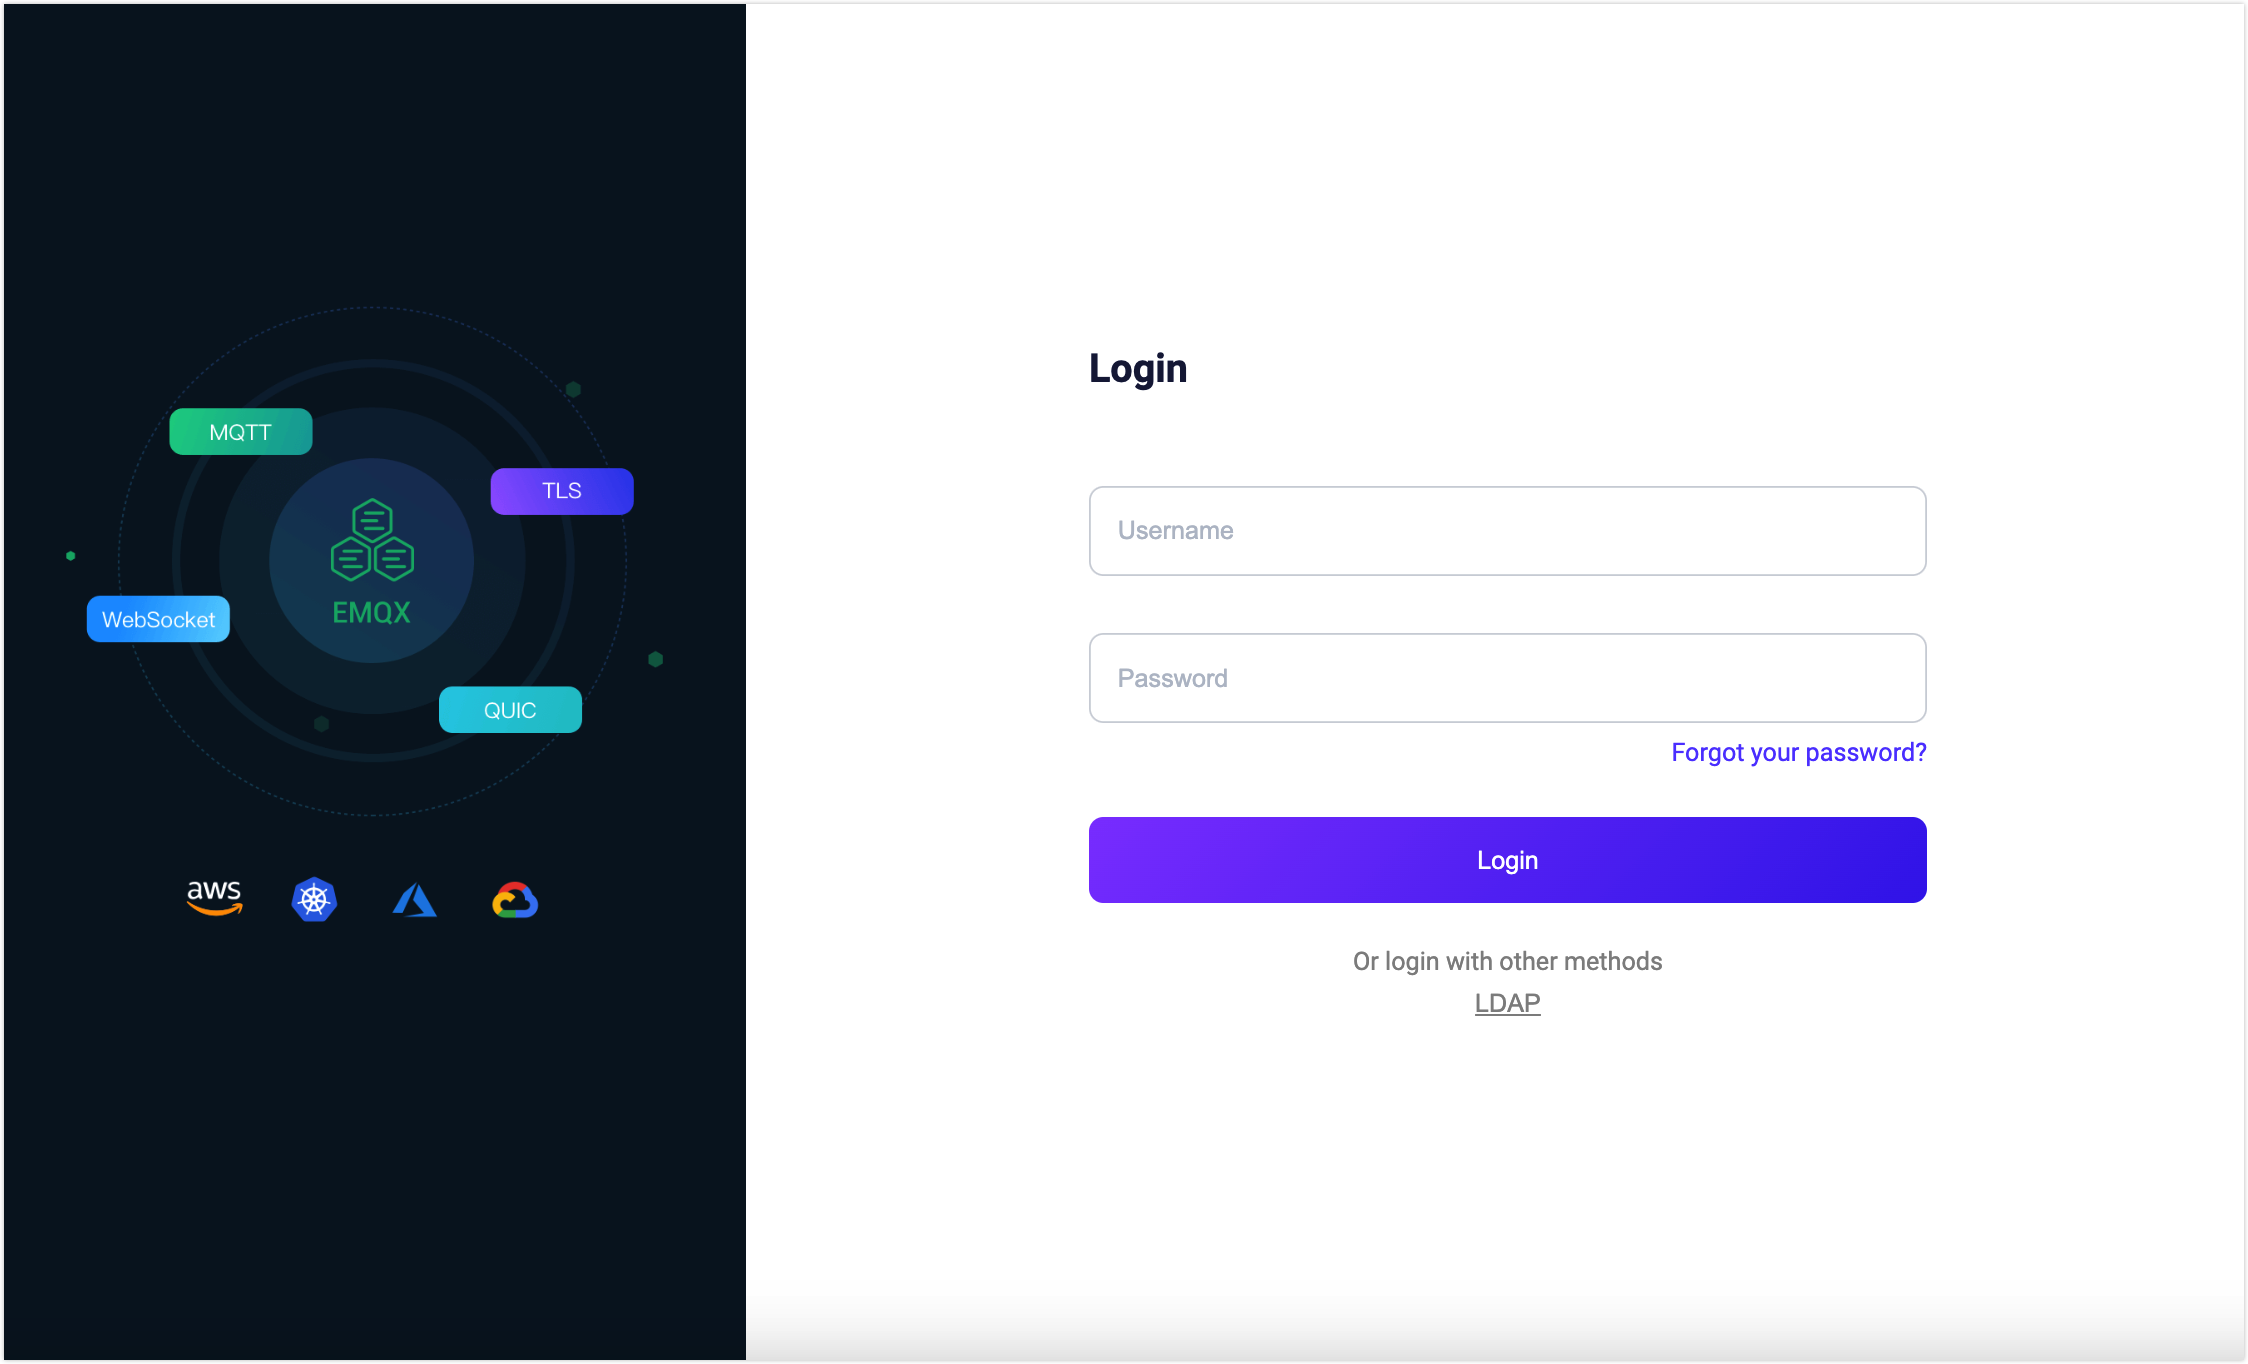 MQTT
TLS
EMQX
WebSocket
QUIC
aws
Login
Username
Password
Forgot your password?
Login
Or login with other methods
LDAP